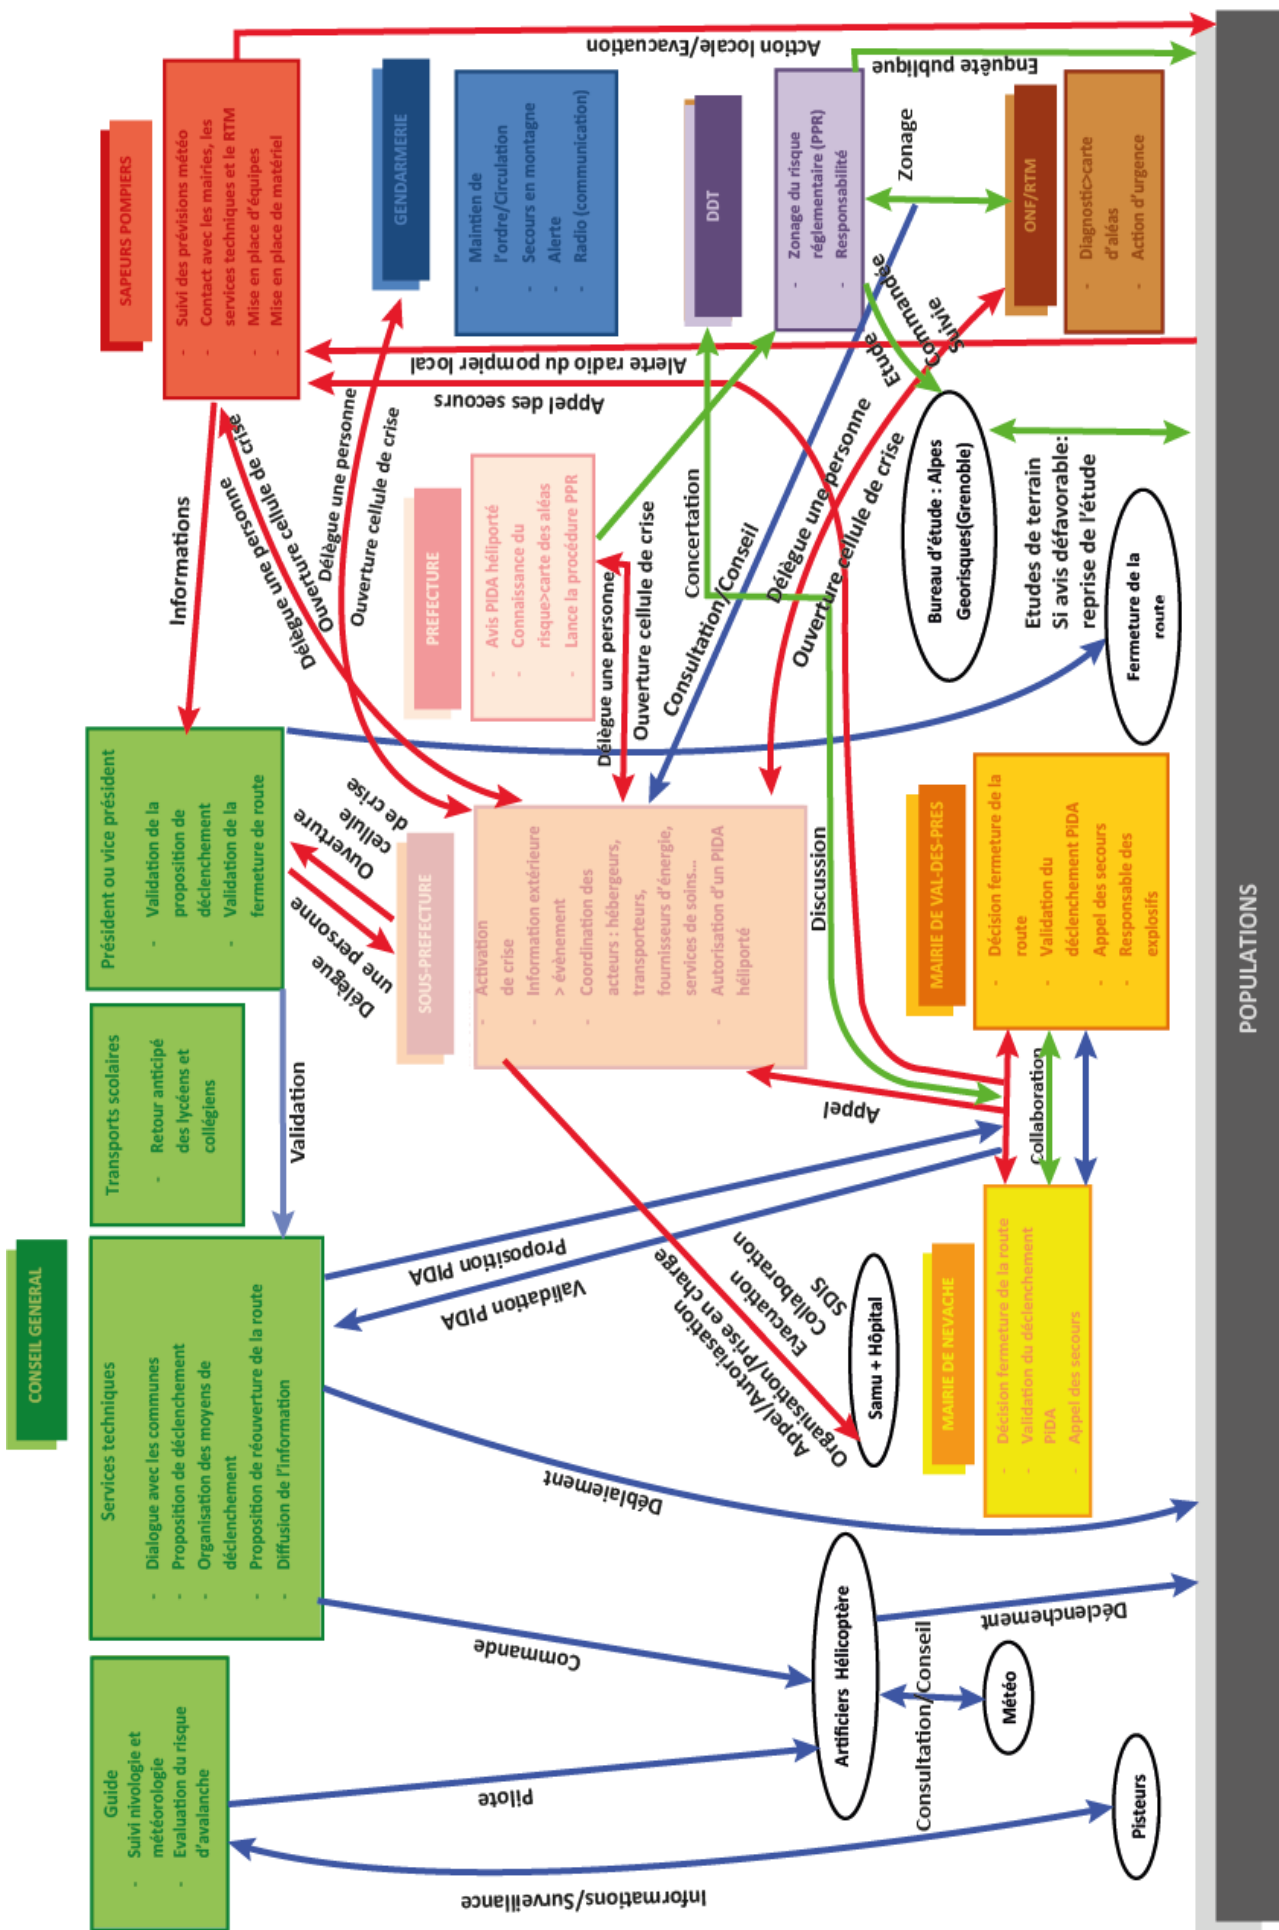 CONSEIL GENERAL
Guide
- Suivi nivologie et
météorologie
- Evaluation du risque
d'avalanche
Services techniques
- Dialogue avec les communes
- Proposition de déclenchement
- Organisation des moyens de
déclenchement
- Proposition de réouverture de la route
- Diffusion de l'information
Transports scolaires
- Retour anticipé
des lycéens et
collégiens
Président ou vice président
- Validation de la
proposition de
déclenchement
- Validation de la
fermeture de route
Validation
Informations
SAPEURS POMPIERS
- Suivi des prévisions météo
- Contact avec les mairies, les
services techniques et le RTM
- Mise en place d'équipes
- Mise en place de matériel
GENDARMERIE
- Maintien de
l'ordre/Circulation
- Secours en montagne
- Alerte
- Radio (communication)
Délègue une personne
Ouverture cellule de crise
Délègue une personne
Ouverture cellule de crise
Délègue
une personne
Ouverture
cellule
de crise
SOUS-PREFECTURE
- Activation
de crise
- Information extérieure
> évènement
- Coordination des
acteurs : hébergeurs,
transporteurs,
fournisseurs d'énergie,
services de soins...
- Autorisation d'un PIDA
héliporté
PREFECTURE
- Avis PIDA héliporté
- Connaissance du
risque>carte des aléas
- Lance la procédure PPR
Délègue une personne
Ouverture cellule de crise
Appel des secours
Alerte radio du pompier local
Action locale/Evacuation
DDT
- Zonage du risque
réglementaire (PPR)
- Responsabilité
Enquête publique
Zonage
ONF/RTM
- Diagnostic>carte
d'aléas
- Action d'urgence
Concertation
Consultation/Conseil
Délègue une personne
Ouverture cellule de crise
Etude
Commandée
Suivie
Bureau d'étude : Alpes
Georisques(Grenoble)
Etudes de terrain
Si avis défavorable:
reprise de l'étude
Fermeture de la
route
Discussion
Appel
Proposition PIDA
Validation PIDA
Appel/Autoriasation
Organisation/Prise en charge
Evacuation
Collaboration
SDIS
Samu + Hôpital
MAIRIE DE NEVACHE
- Décision fermeture de la route
- Validation du déclenchement
PiDA
- Appel des secours
Collaboration
MAIRIE DE VAL-DES-PRES
- Décision fermeture de la
route
- Validation du
déclenchement PiDA
- Appel des secours
- Responsable des
explosifs
Déblaiement
Commande
Pilote
Informations/Surveillance
Artificiers Hélicoptère
Déclenchement
Consultation/Conseil
Météo
Pisteurs
POPULATIONS